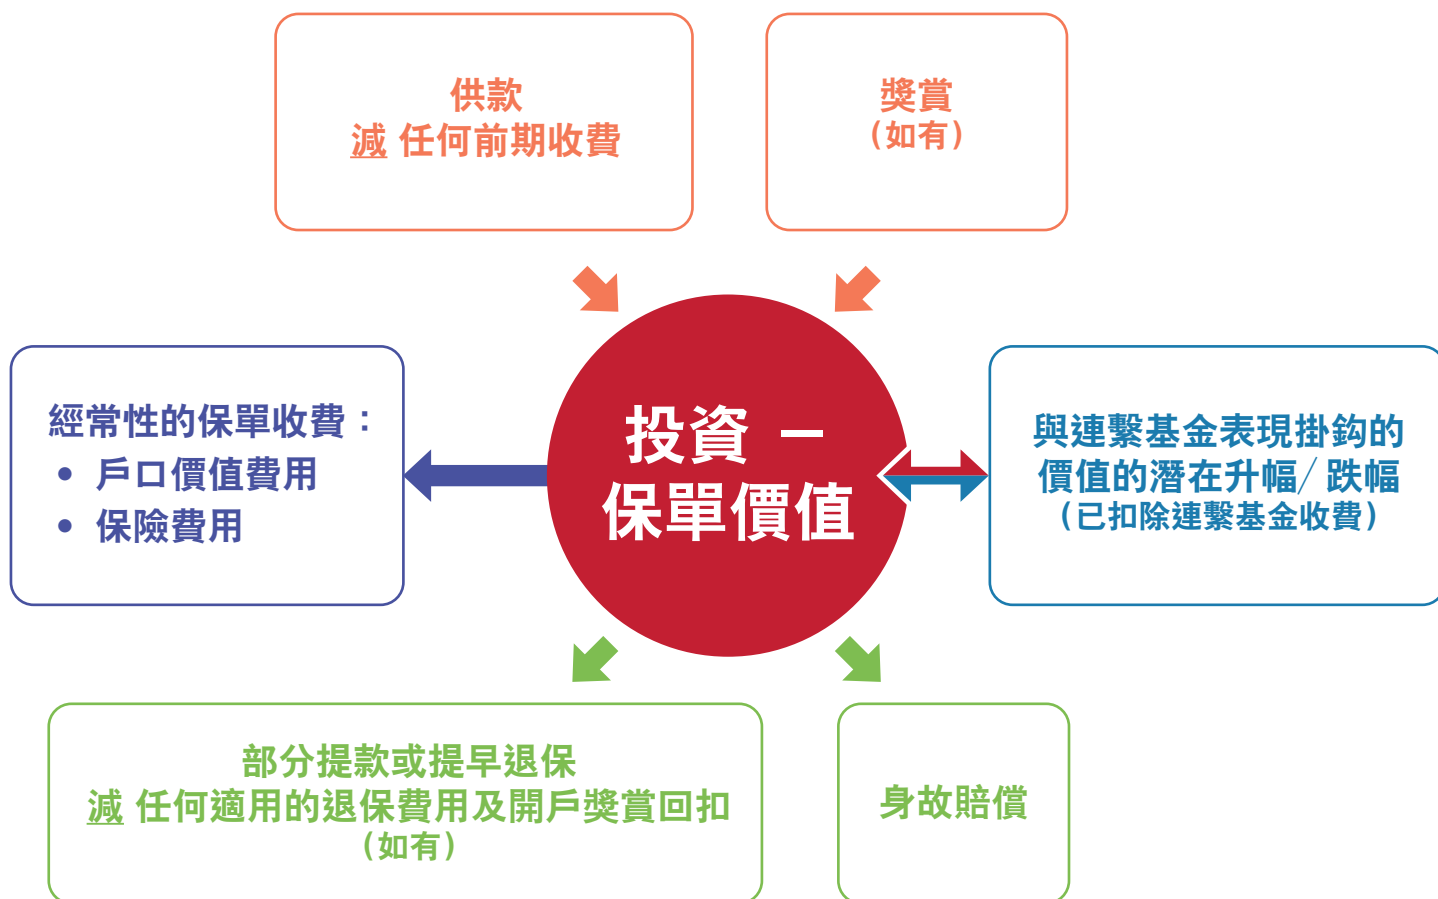 供款
減 任何前期收費
獎賞
（如有）
經常性的保單收費：
• 戶口價值費用
• 保險費用
投資 －
保單價值
與連繫基金表現掛鈎的
價值的潛在升幅╱跌幅
（已扣除連繫基金收費）
部分提款或提早退保
減 任何適用的退保費用及開戶獎賞回扣
（如有）
身故賠償